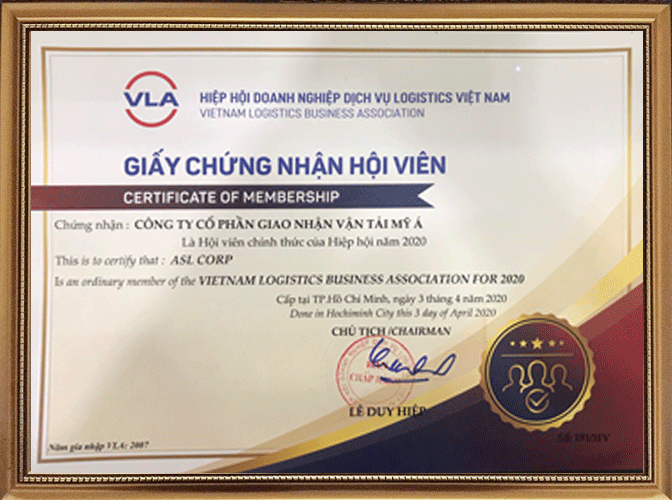 VLA
HIỆP HỘI DOANH NGHIỆP DỊCH VỤ LOGISTICS VIỆT NAM
VIETNAM LOGISTICS BUSINESS ASSOCIATION
GIẤY CHỨNG NHẬN HỘI VIÊN
CERTIFICATE OF MEMBERSHIP
Chứng nhận : CÔNG TY CỔ PHẦN GIAO NHẬN VẬN TẢI MỸ Á
Là Hội viên chính thức của Hiệp hội năm 2020
This is to certify that : ASL CORP
Is an ordinary member of the VIETNAM LOGISTICS BUSINESS ASSOCIATION FOR 2020
Cấp tại TP.Hồ Chí Minh, ngày 3 tháng 4 năm 2020
Done in Hochiminh City this 3 day of April 2020
CHỦ TỊCH /CHAIRMAN
LÊ DUY HIỆP
Năm gia nhập VLA: 2007